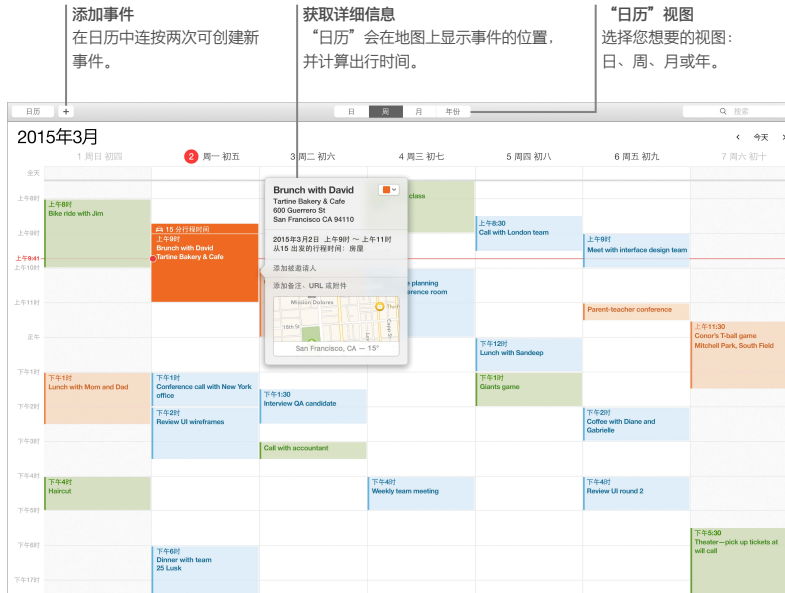 添加事件
在日历中连按两次可创建新
事件。
获取详细信息
“日历”会在地图上显示事件的位置,
并计算出行时间。
“日历”视图
选择您想要的视图:
日、周、月或年。
日历 +
日 周 月 年份
搜索
2015年3月
今天
1 周日 初四
2 周一 初五
3 周二 初六
4 周三 初七
5 周四 初八
6 周五 初九
7 周六 初十
全天
上午8时
上午9时
上午9:41
上午10时
上午11时
正午
下午1时
下午2时
下午3时
下午4时
下午5时
下午6时
下午17时
上午8时
Bike ride with Jim
下午1时
Lunch with Mom and Dad
下午4时
Haircut
15 分行程时间
上午9时
Brunch with David
Tartine Bakery & Cafe
下午1时
Conference call with New York
office
下午2时
Review UI wireframes
下午6时
Dinner with team
25 Lusk
Brunch with David
Tartine Bakery & Cafe
600 Guerrero St
San Francisco CA 94110
2015年3月2日 上午9时 ～ 上午11时
从15 出发的行程时间: 房屋
添加被邀请人
添加备注、URL 或附件
Mission Dolores
18th St
Capp St
San Francisco, CA — 15°
下午1:30
Interview QA candidate
Call with accountant
class
planning
rence room
下午4时
Weekly team meeting
上午8:30
Call with London team
下午12时
Lunch with Sandeep
下午1时
Giants game
上午9时
Meet with interface design team
Parent-teacher conference
下午2时
Coffee with Diane and
Gabrielle
下午4时
Review UI round 2
上午11:30
Conor's T-ball game
Mitchell Park, South Field
下午5:30
Theater—pick up tickets at
will call